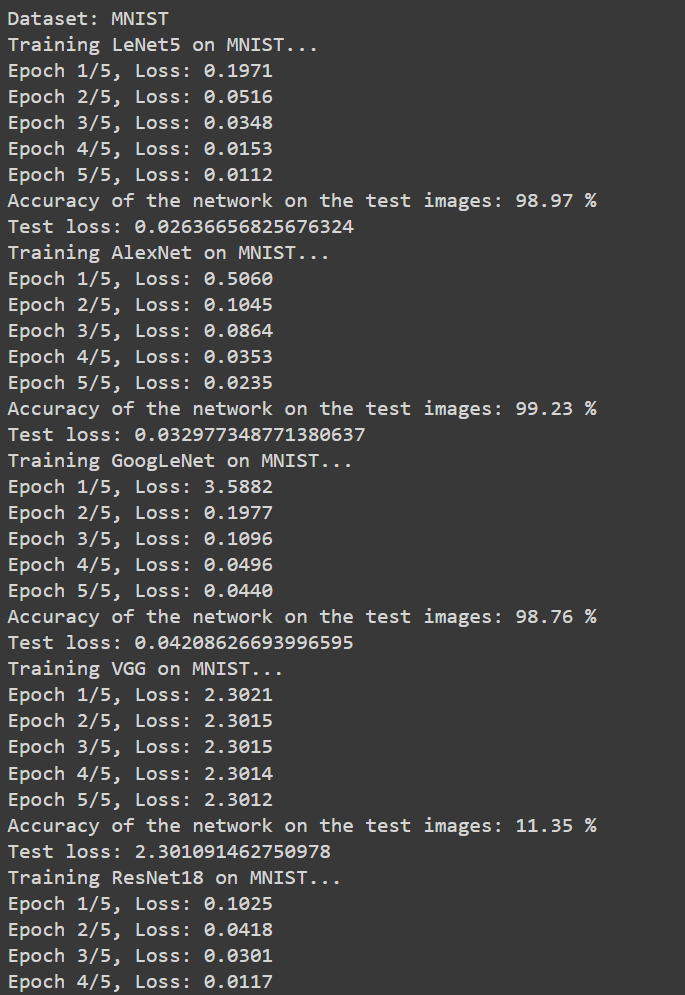 Dataset: MNIST
Training LeNet5 on MNIST...
Epoch 1/5, Loss: 0.1971
Epoch 2/5, Loss: 0.0516
Epoch 3/5, Loss: 0.0348
Epoch 4/5, Loss: 0.0153
Epoch 5/5, Loss: 0.0112
Accuracy of the network on the test images: 98.97 %
Test loss: 0.02636656825676324
Training AlexNet on MNIST...
Epoch 1/5, Loss: 0.5060
Epoch 2/5, Loss: 0.1045
Epoch 3/5, Loss: 0.0864
Epoch 4/5, Loss: 0.0353
Epoch 5/5, Loss: 0.0235
Accuracy of the network on the test images: 99.23 %
Test loss: 0.032977348771380637
Training GoogLeNet on MNIST...
Epoch 1/5, Loss: 3.5882
Epoch 2/5, Loss: 0.1977
Epoch 3/5, Loss: 0.1096
Epoch 4/5, Loss: 0.0496
Epoch 5/5, Loss: 0.0440
Accuracy of the network on the test images: 98.76 %
Test loss: 0.04208626693996595
Training VGG on MNIST...
Epoch 1/5, Loss: 2.3021
Epoch 2/5, Loss: 2.3015
Epoch 3/5, Loss: 2.3015
Epoch 4/5, Loss: 2.3014
Epoch 5/5, Loss: 2.3012
Accuracy of the network on the test images: 11.35 %
Test loss: 2.301091462750978
Training ResNet18 on MNIST...
Epoch 1/5, Loss: 0.1025
Epoch 2/5, Loss: 0.0418
Epoch 3/5, Loss: 0.0301
Epoch 4/5, Loss: 0.0117